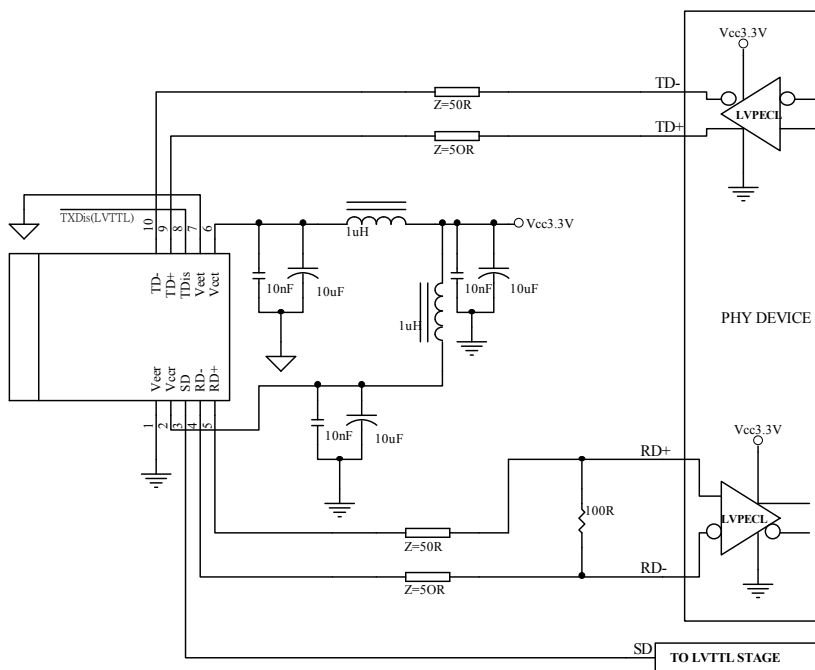 Vcc3.3V
TD-
LVPECL
Z=50R
TD+
Z=5OR
TXDis(LVTTL)
10
9
8
7
6
Vcc3.3V
1uH
TD-
TD+
TDis
Veet
Vcct
10nF
10uF
10nF
10uF
1uH
PHY DEVICE
Veer
Vccr
SD
RD-
RD+
1
2
3
4
5
10nF
10uF
Vcc3.3V
RD+
LVPECL
100R
Z=50R
RD-
Z=5OR
SD
TO LVTTL STAGE